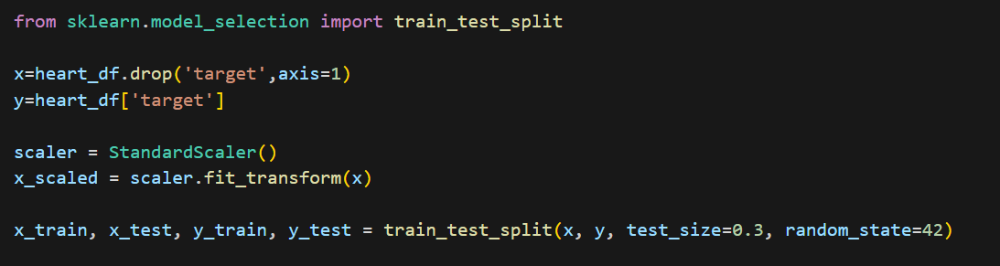 from sklearn.model_selection import train_test_split
x=heart_df.drop('target',axis=1)
y=heart_df['target']
scaler = StandardScaler()
x_scaled = scaler.fit_transform(x)
x_train, x_test, y_train, y_test = train_test_split(x, y, test_size=0.3, random_state=42)